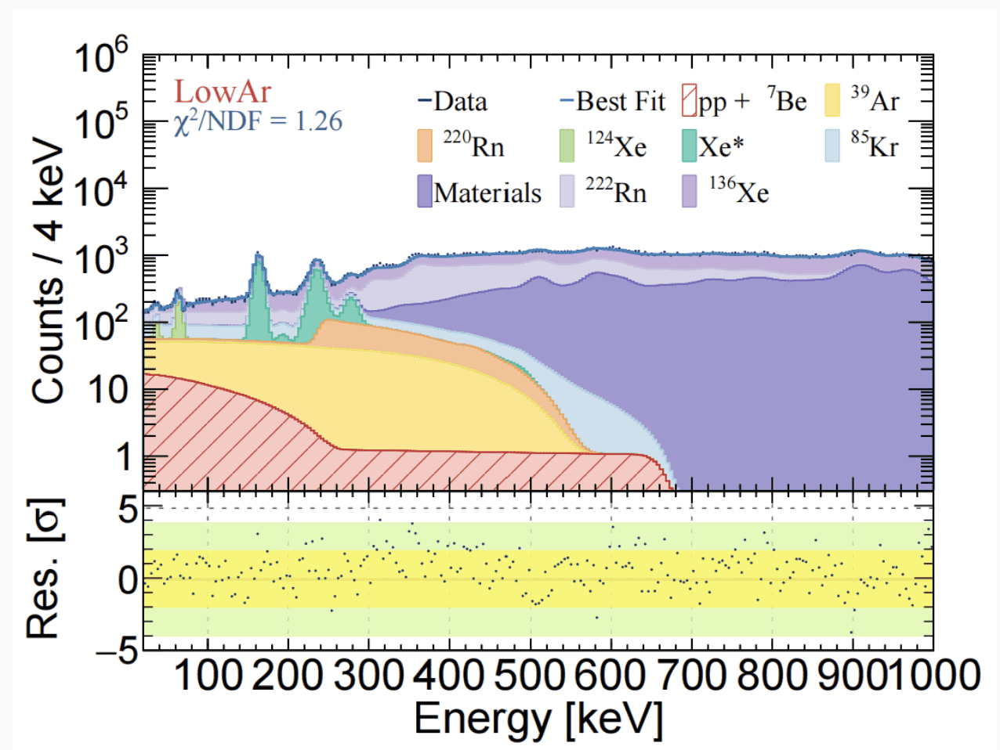 10⁶
10⁵
10⁴
10³
10²
10
1
Counts / 4 keV
LowAr
χ²/NDF = 1.26
Data
Best Fit
pp + ⁷Be
³⁹Ar
²²⁰Rn
¹²⁴Xe
Xe*
⁸⁵Kr
Materials
²²²Rn
¹³⁶Xe
5
0
−5
Res. [σ]
100 200 300 400 500 600 700 800 900 1000
Energy [keV]